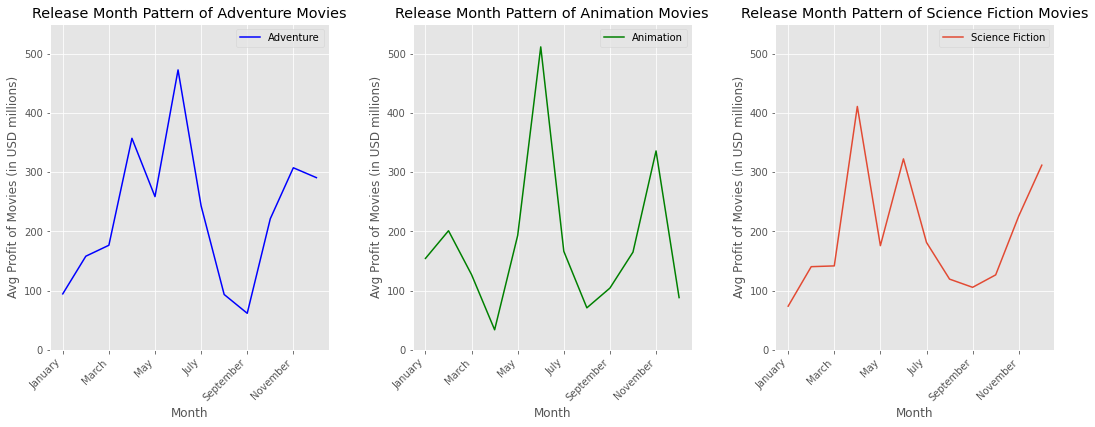 Release Month Pattern of Adventure Movies
Adventure
500
400
300
200
100
0
Avg Profit of Movies (in USD millions)
January
March
May
July
September
November
Month
Release Month Pattern of Animation Movies
Animation
500
400
300
200
100
0
Avg Profit of Movies (in USD millions)
January
March
May
July
September
November
Month
Release Month Pattern of Science Fiction Movies
Science Fiction
500
400
300
200
100
0
Avg Profit of Movies (in USD millions)
January
March
May
July
September
November
Month